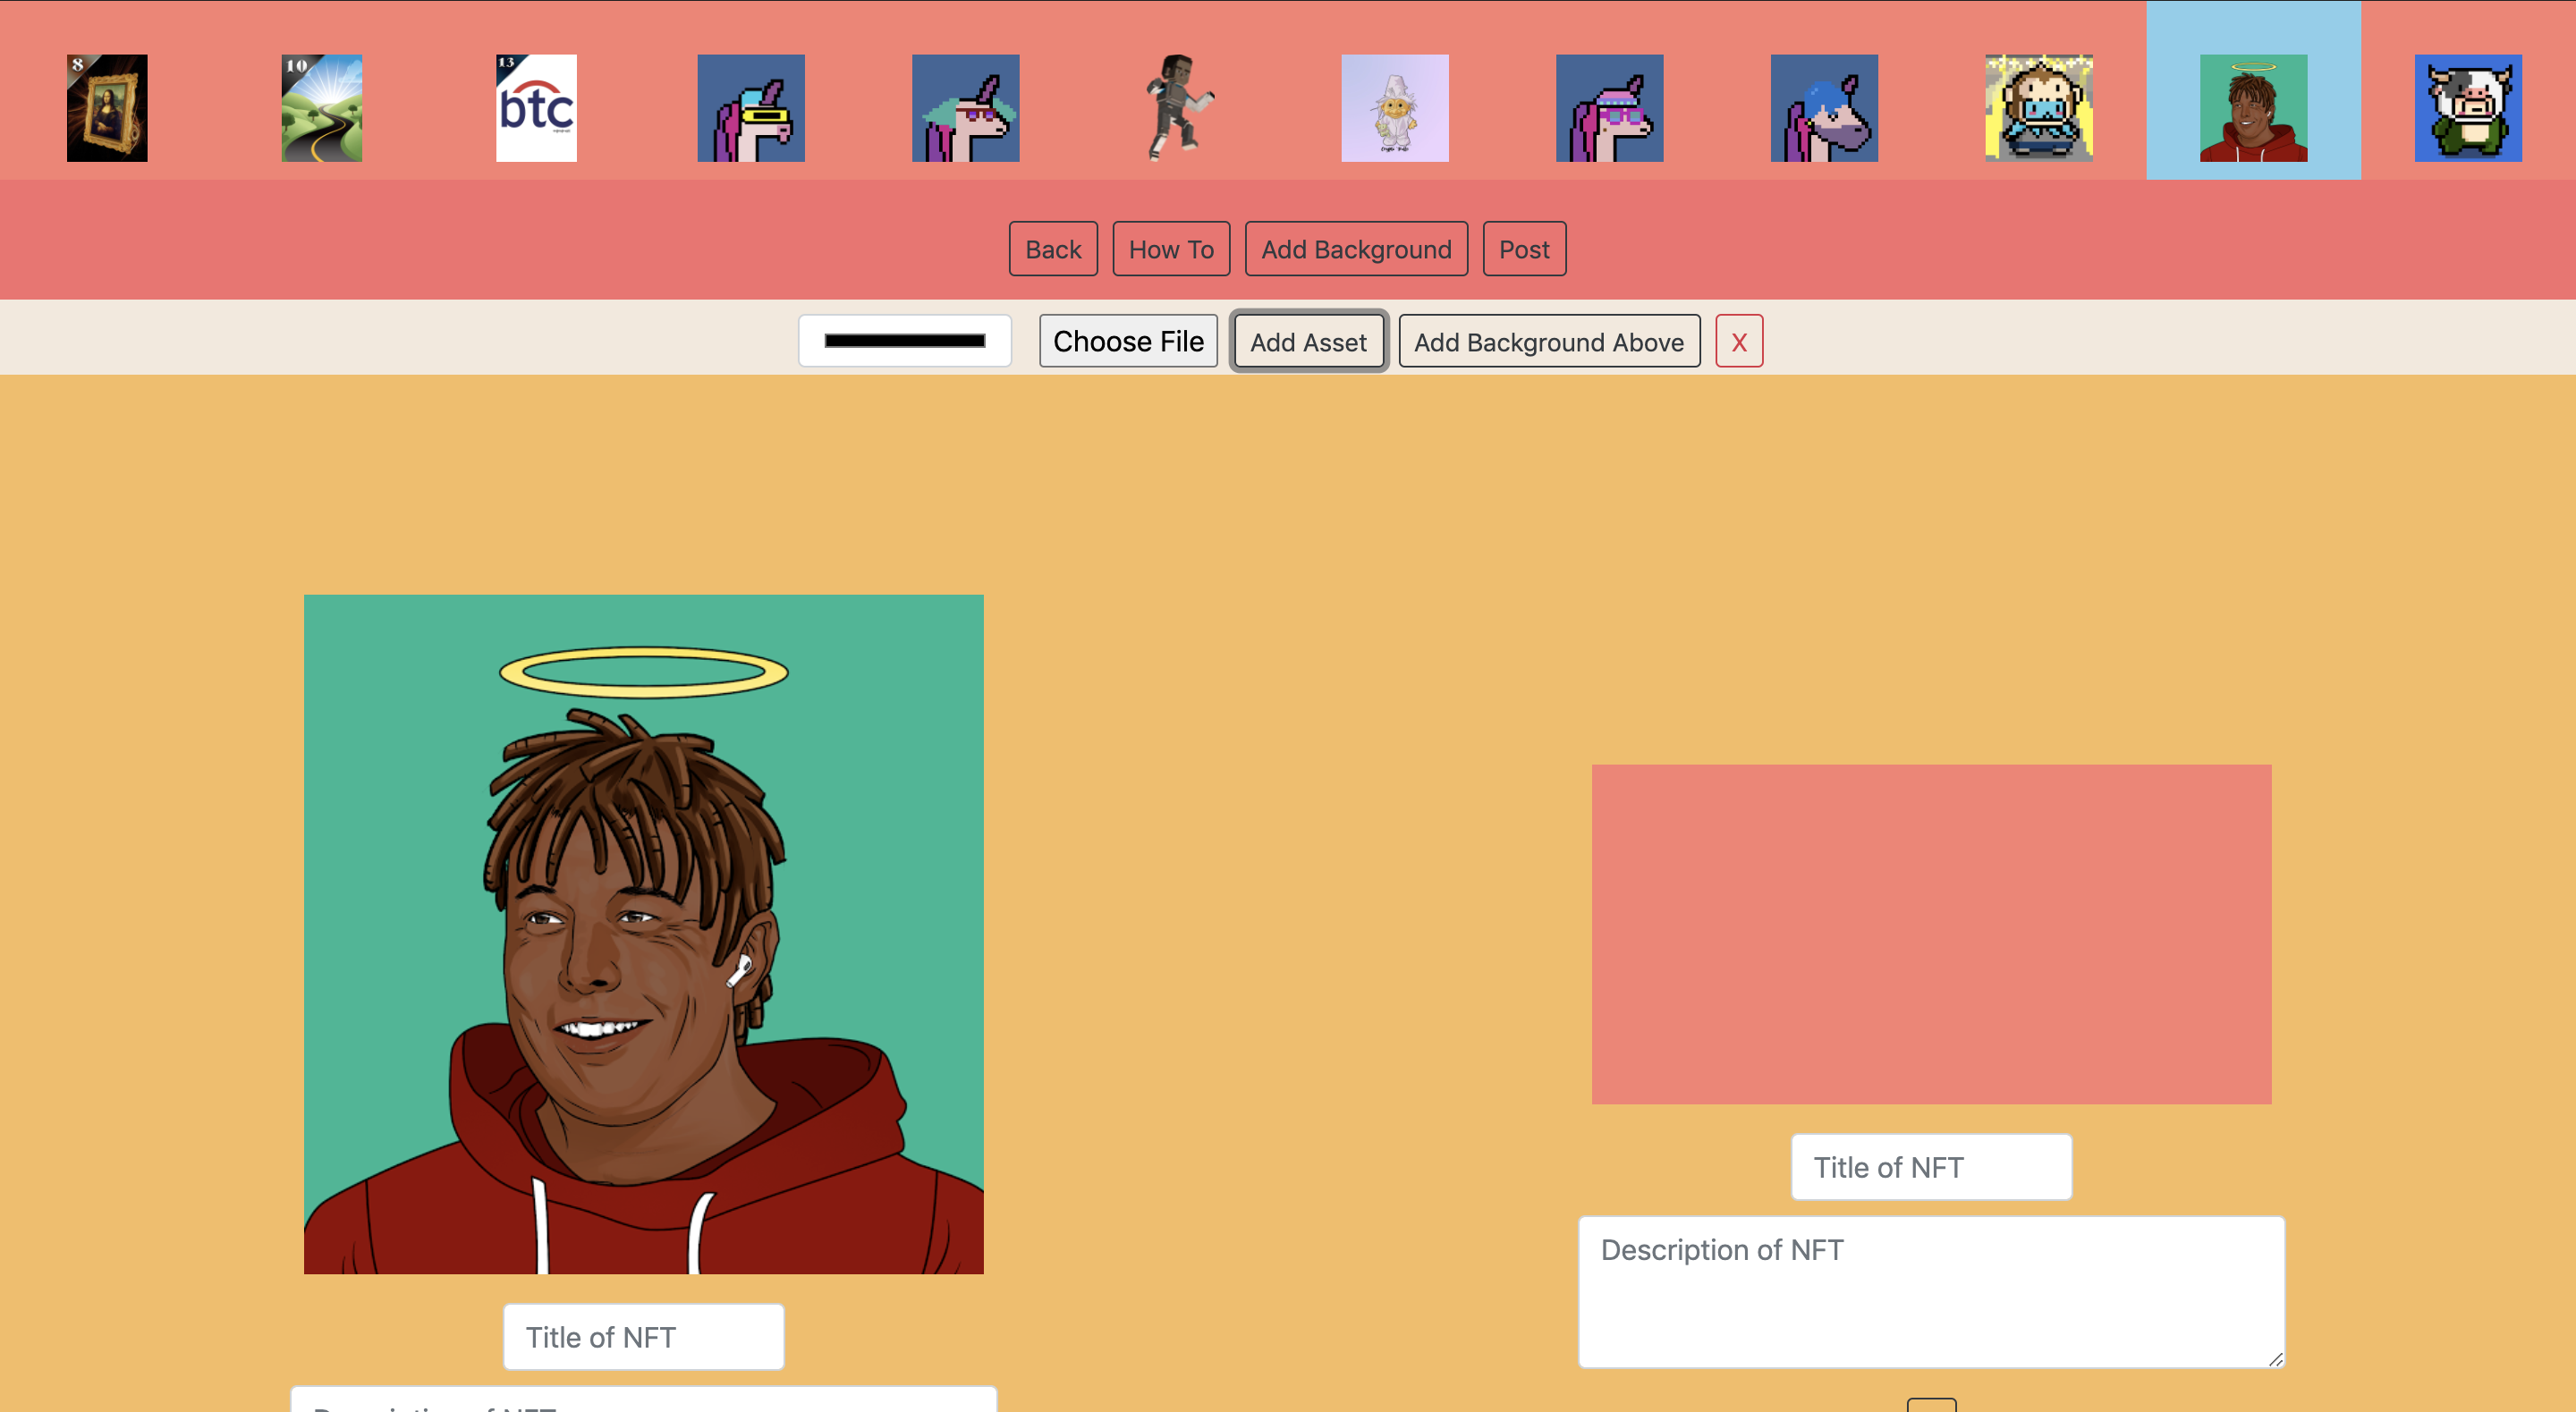 8
10
13
btc
Back
How To
Add Background
Post
Choose File
Add Asset
Add Background Above
X
Title of NFT
Description of NFT
Title of NFT